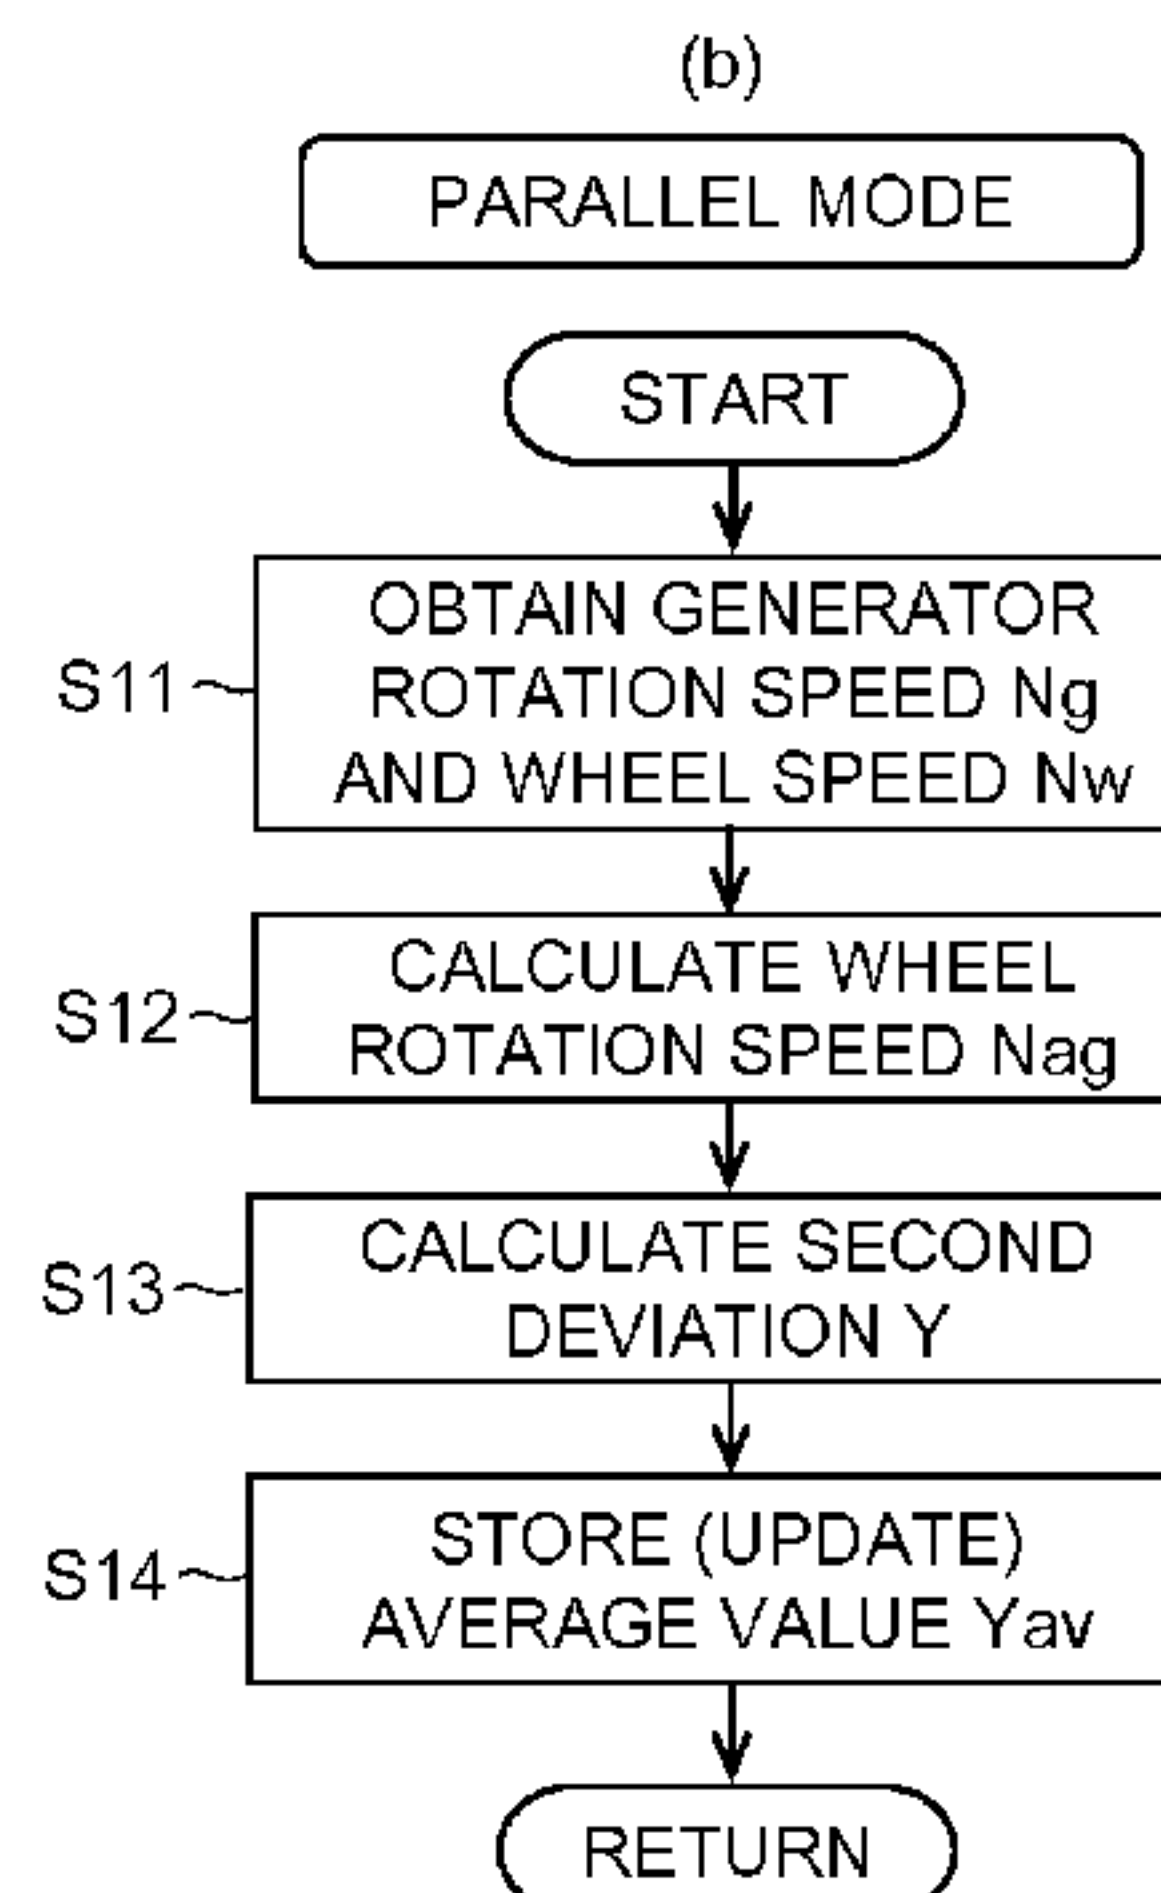 (b)
PARALLEL MODE
START
S11
OBTAIN GENERATOR
ROTATION SPEED Ng
AND WHEEL SPEED Nw
S12
CALCULATE WHEEL
ROTATION SPEED Nag
S13
CALCULATE SECOND
DEVIATION Y
S14
STORE (UPDATE)
AVERAGE VALUE Yav
RETURN